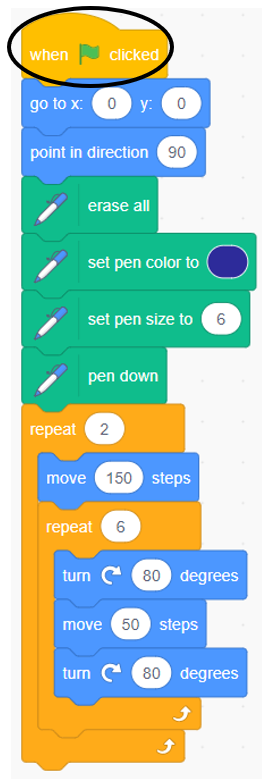 when clicked
go to x: 0 y: 0
point in direction 90
erase all
set pen color to
set pen size to 6
pen down
repeat 2
move 150 steps
repeat 6
turn 80 degrees
move 50 steps
turn 80 degrees